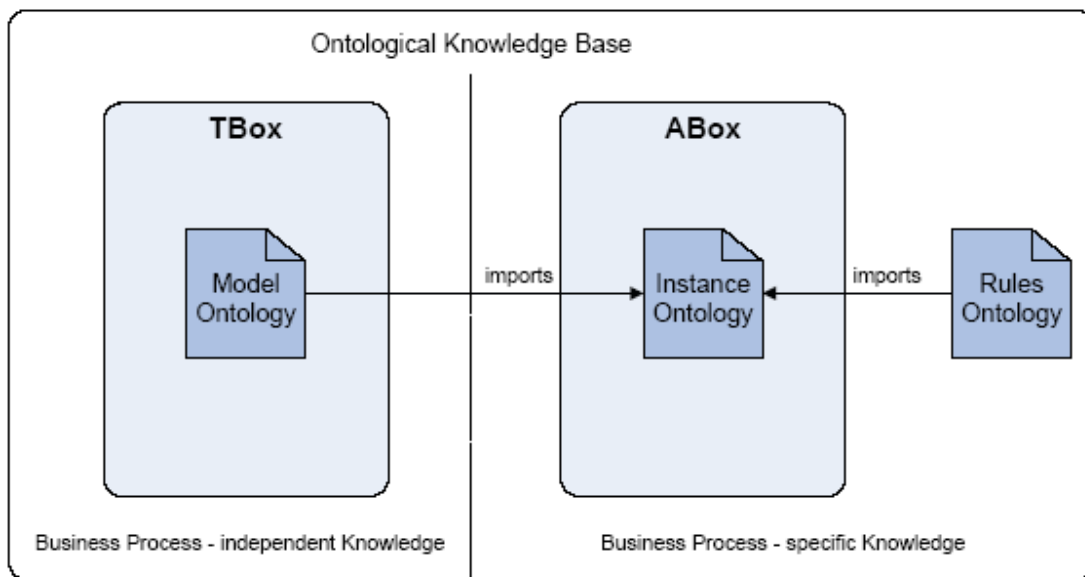 Ontological Knowledge Base
TBox
ABox
Model
Ontology
imports
Instance
Ontology
imports
Rules
Ontology
Business Process - independent Knowledge
Business Process - specific Knowledge